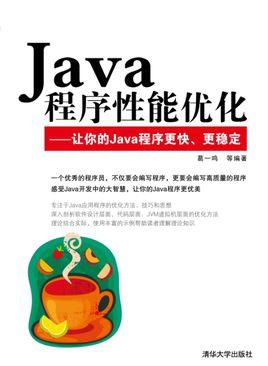 Java
程序性能优化
——让你的Java程序更快、更稳定
葛一鸣 等编著
一个优秀的程序员，不仅要会编写程序，更要会编写高质量的程序
感受Java开发中的大智慧，让你的Java程序更优美
专注于Java应用程序的优化方法、技巧和思想
深入剖析软件设计层面、代码层面、JVM虚拟机层面的优化方法
理论结合实际，使用丰富的示例帮助读者理解理论知识
清华大学出版社